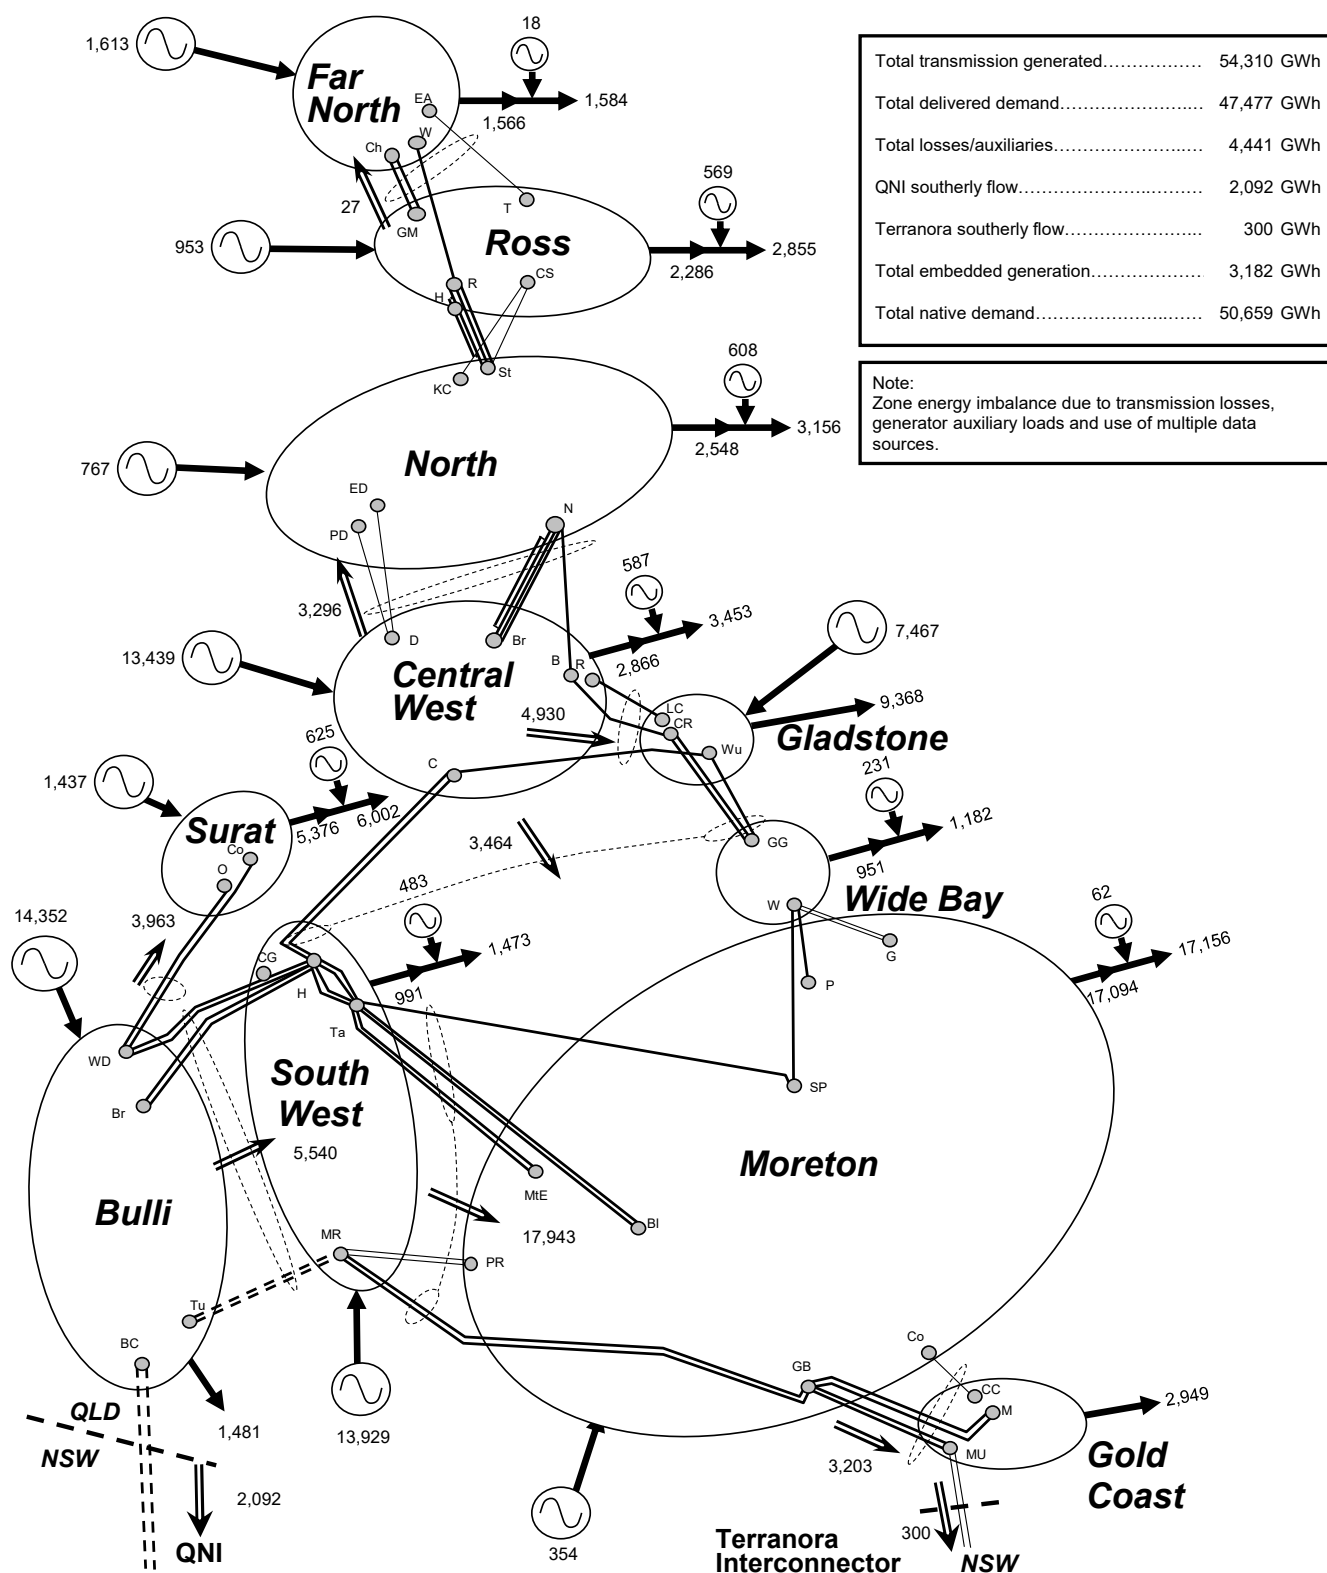 18
1,613
Far
North
EA
1,584
1,566
W
Ch
27
GM
T
569
953
Ross
2,855
2,286
CS
R
H
KC
St
608
3,156
2,548
767
North
ED
PD
N
3,296
587
3,453
2,866
D
Br
B
R
13,439
Central
West
7,467
9,368
LC
CR
4,930
Gladstone
Wu
625
C
231
1,437
Surat
5,376
6,002
Co
O
3,464
1,182
951
GG
Wide Bay
483
W
14,352
3,963
1,473
991
62
17,156
17,094
G
CG
H
P
Ta
WD
South
West
SP
Br
5,540
Moreton
Bulli
MtE
BI
17,943
MR
PR
Tu
BC
Co
GB
CC
M
2,949
MU
1,481
13,929
QLD
NSW
3,203
Gold
Coast
2,092
QNI
354
300
Terranora
Interconnector
NSW
Total transmission generated................. 54,310 GWh
Total delivered demand........................ 47,477 GWh
Total losses/auxiliaries........................ 4,441 GWh
QNI southerly flow............................... 2,092 GWh
Terranora southerly flow...................... 300 GWh
Total embedded generation.................... 3,182 GWh
Total native demand............................. 50,659 GWh
Note:
Zone energy imbalance due to transmission losses,
generator auxiliary loads and use of multiple data
sources.